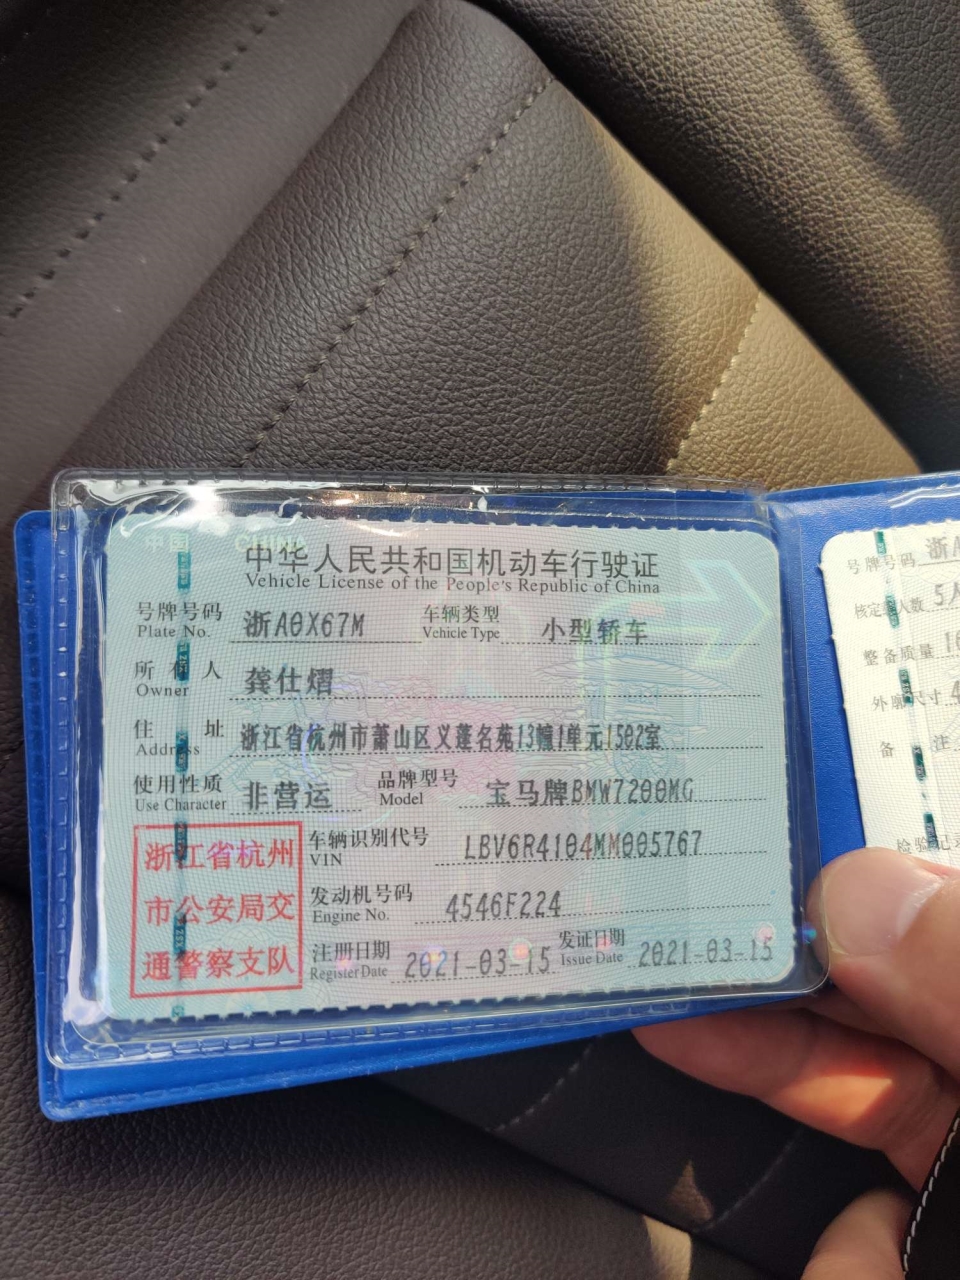 中国 CHINA
中华人民共和国机动车行驶证
Vehicle License of the People's Republic of China
号牌号码 浙A0X67M 车辆类型 小型轿车
Plate No. Vehicle Type
所有人 龚仕熠
Owner
住址 浙江省杭州市萧山区义蓬名苑13幢1单元1502室
Address
使用性质 非营运 品牌型号 宝马牌BMW7200MG
Use Character Model
浙江省杭州
市公安局交
通警察支队
车辆识别代号 LBV6R4104MM005767
VIN
发动机号码 4546F224
Engine No.
注册日期 2021-03-15 发证日期 2021-03-15
Register Date Issue Date
号牌号码 浙A
核定载人数 5人
整备质量 16
外廓尺寸 4
备注
检验记录